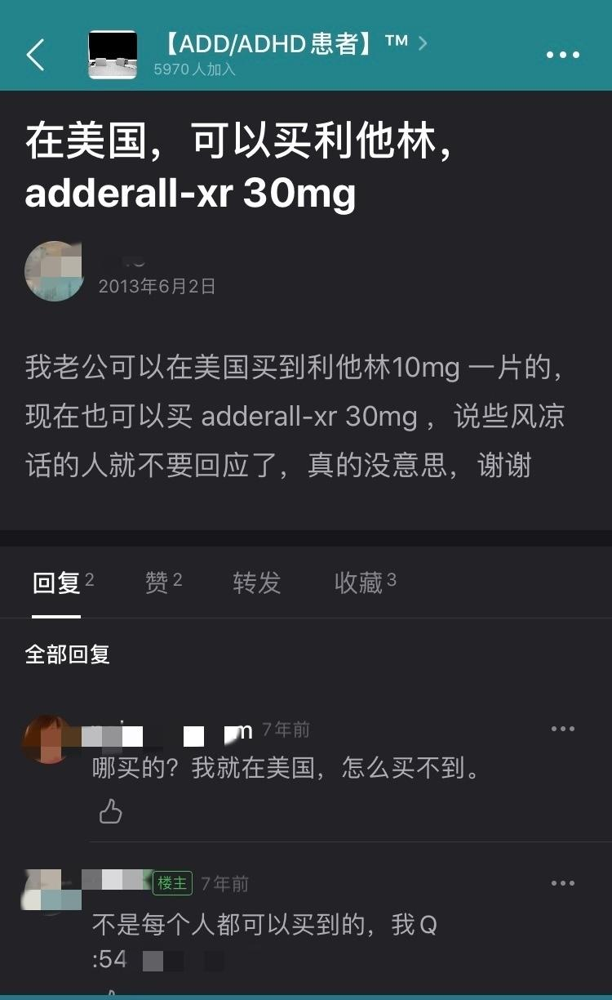 【ADD/ADHD患者】™
5970人加入
在美国，可以买利他林，
adderall-xr 30mg
2013年6月2日
我老公可以在美国买到利他林10mg 一片的，
现在也可以买 adderall-xr 30mg ，说些风凉
话的人就不要回应了，真的没意思，谢谢
回复 2 赞 2 转发 收藏 3
全部回复
m 7年前
哪买的？我就在美国，怎么买不到。
楼主 7年前
不是每个人都可以买到的，我Q
:54